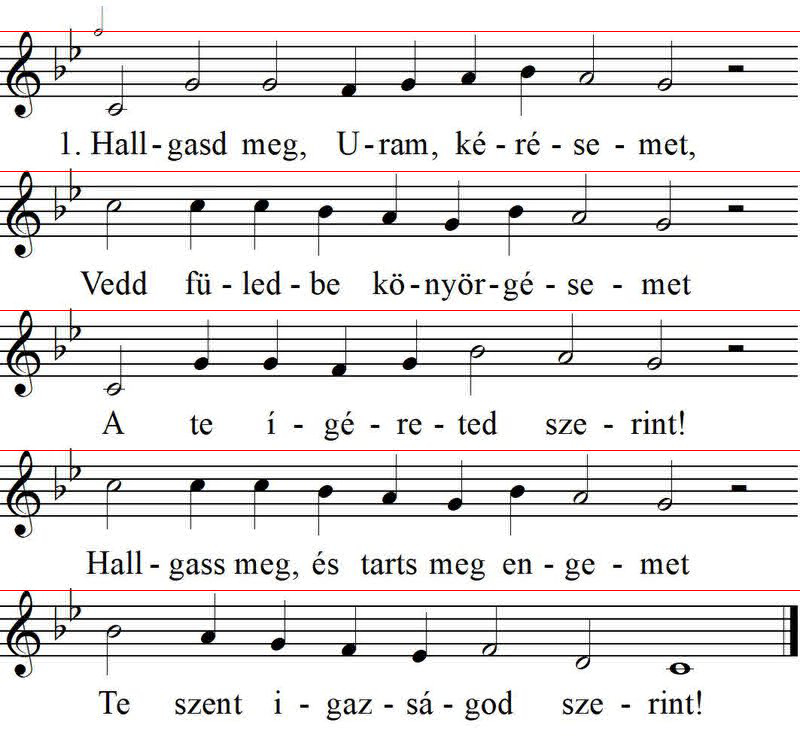 1. Hall-gasd meg, U-ram, ké-ré-se-met,
Vedd fü-led-be kö-nyör-gé-se-met
A te í-gé-re-ted sze-rint!
Hall-gass meg, és tarts meg en-ge-met
Te szent i-gaz-sá-god sze-rint!